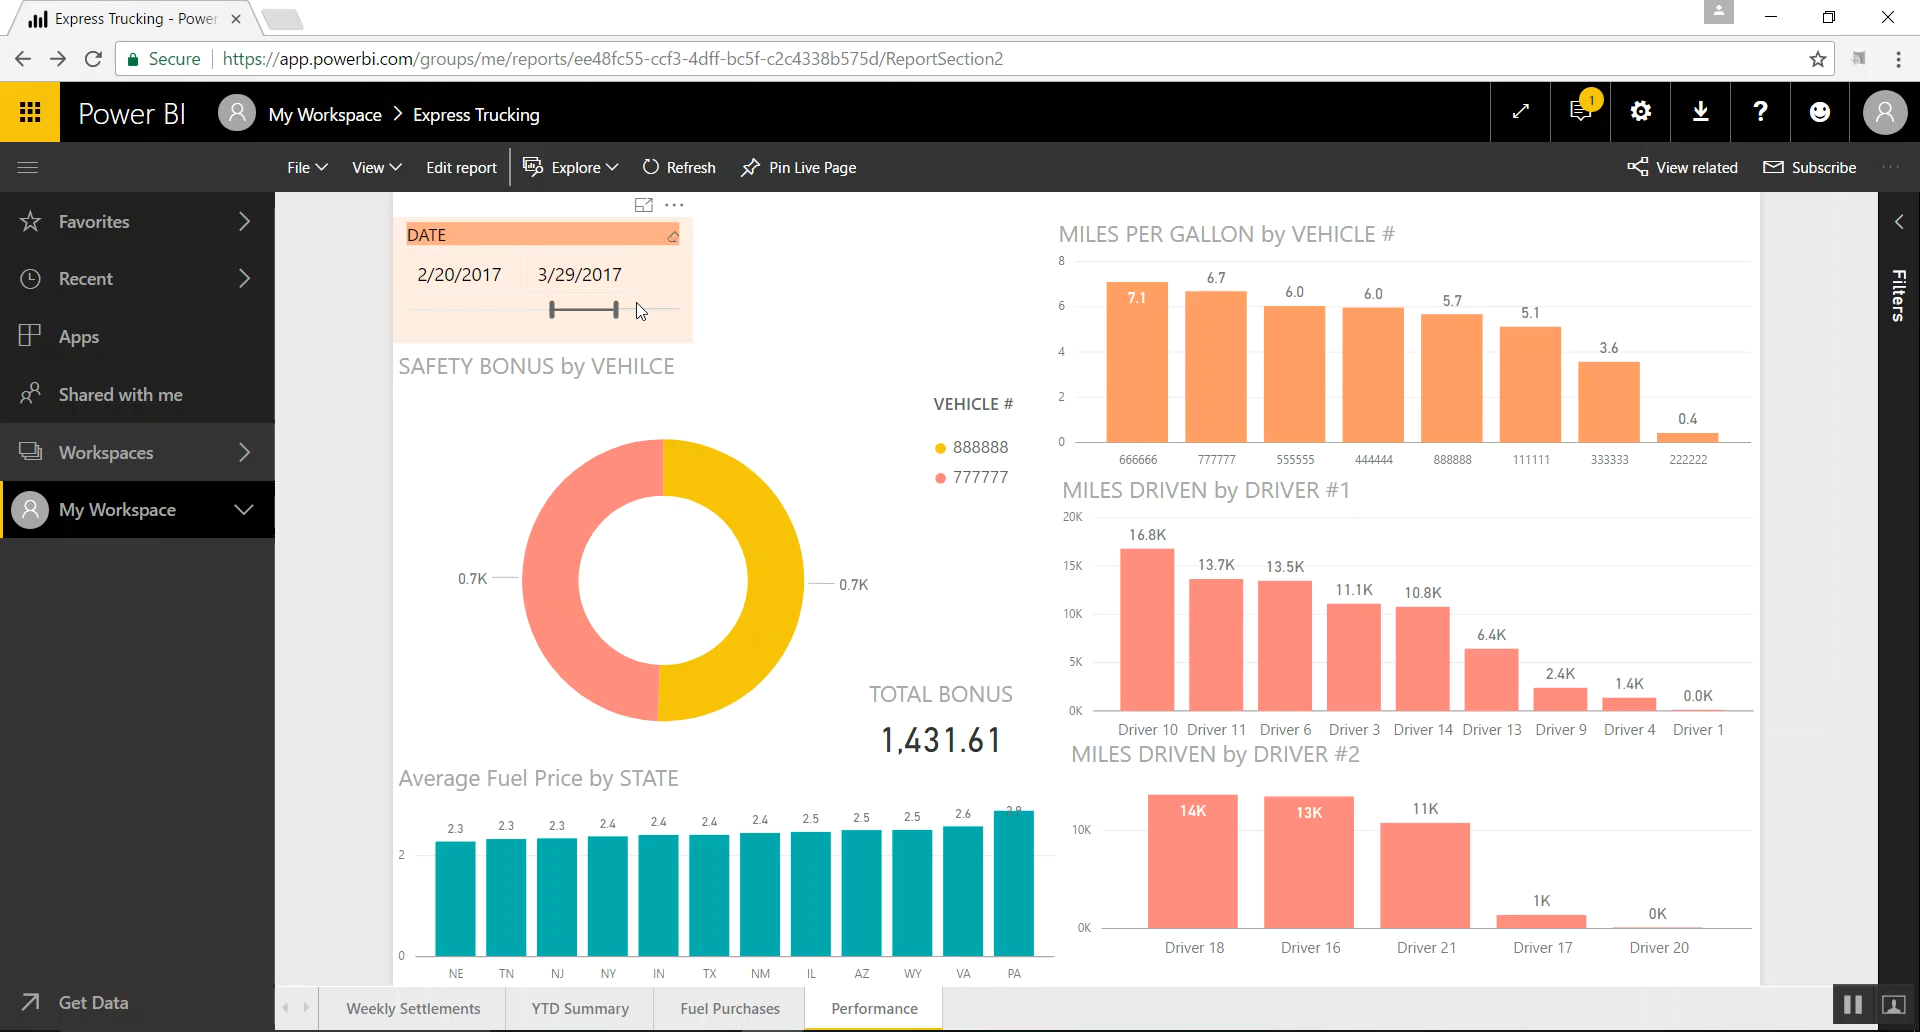 Express Trucking - Power
Secure
https://app.powerbi.com/groups/me/reports/ee48fc55-ccf3-4dff-bc5f-c2c4338b575d/ReportSection2
Power BI
My Workspace > Express Trucking
1
?
File
View
Edit report
Explore
Refresh
Pin Live Page
View related
Subscribe
Favorites
Recent
Apps
Shared with me
Workspaces
My Workspace
Get Data
DATE
2/20/2017 3/29/2017
SAFETY BONUS by VEHILCE
VEHICLE #
888888
777777
0.7K
0.7K
TOTAL BONUS
1,431.61
Average Fuel Price by STATE
2.3 2.3 2.3 2.4 2.4 2.4 2.4 2.5 2.5 2.5 2.6 2.9
2
0
NE TN NJ NY IN TX NM IL AZ WY VA PA
MILES PER GALLON by VEHICLE #
8
6
4
2
0
7.1 6.7 6.0 6.0 5.7 5.1 3.6 0.4
666666 777777 555555 444444 888888 111111 333333 222222
MILES DRIVEN by DRIVER #1
20K
15K
10K
5K
0K
16.8K 13.7K 13.5K 11.1K 10.8K 6.4K 2.4K 1.4K 0.0K
Driver 10 Driver 11 Driver 6 Driver 3 Driver 14 Driver 13 Driver 9 Driver 4 Driver 1
MILES DRIVEN by DRIVER #2
10K
0K
14K 13K 11K 1K 0K
Driver 18 Driver 16 Driver 21 Driver 17 Driver 20
Filters
Weekly Settlements
YTD Summary
Fuel Purchases
Performance